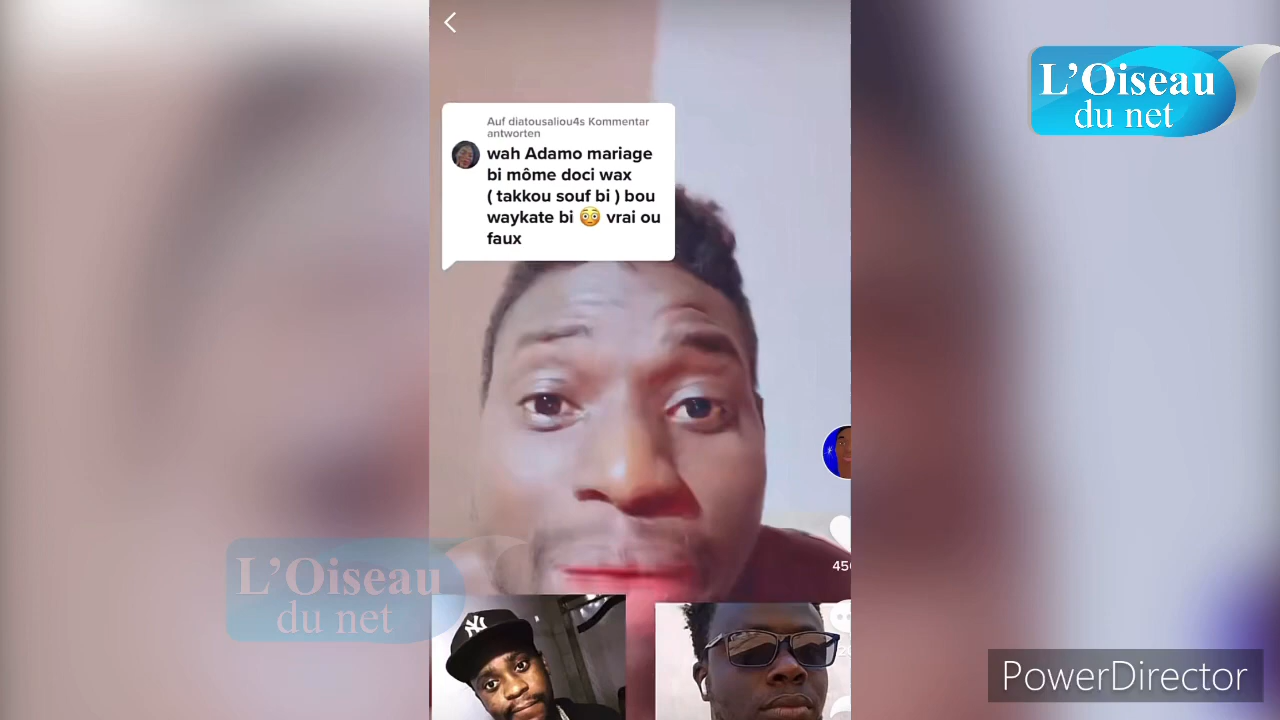 L'Oiseau
du net
Auf diatousaliou4s Kommentar
antworten
wah Adamo mariage
bi môme doci wax
( takkou souf bi ) bou
waykate bi 😳 vrai ou
faux
L'Oiseau
du net
NY
PowerDirector